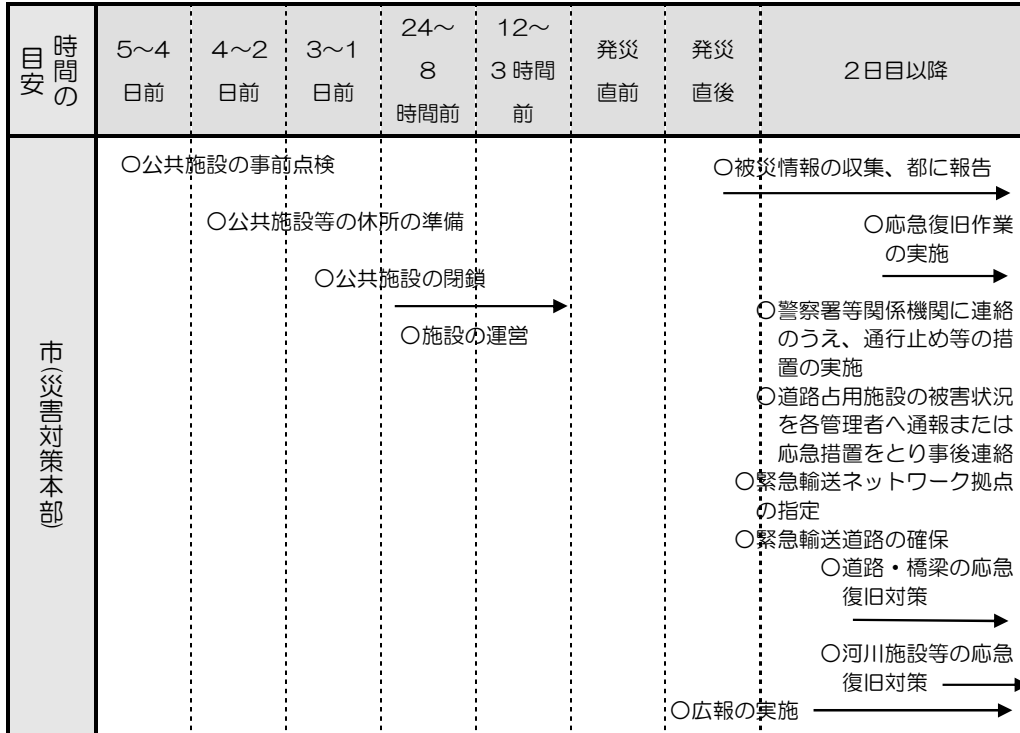 時間の
目安
5～4
日前
4～2
日前
3～1
日前
24～
8
時間前
12～
3時間
前
発災
直前
発災
直後
2日目以降
市(災害対策本部)
○公共施設の事前点検
○公共施設等の休所の準備
○公共施設の閉鎖
○施設の運営
○被災情報の収集、都に報告
○応急復旧作業
の実施
○警察署等関係機関に連絡
のうえ、通行止め等の措
置の実施
○道路占用施設の被害状況
を各管理者へ通報または
応急措置をとり事後連絡
○緊急輸送ネットワーク拠点
の指定
○緊急輸送道路の確保
○道路・橋梁の応急
復旧対策
○河川施設等の応急
復旧対策
○広報の実施